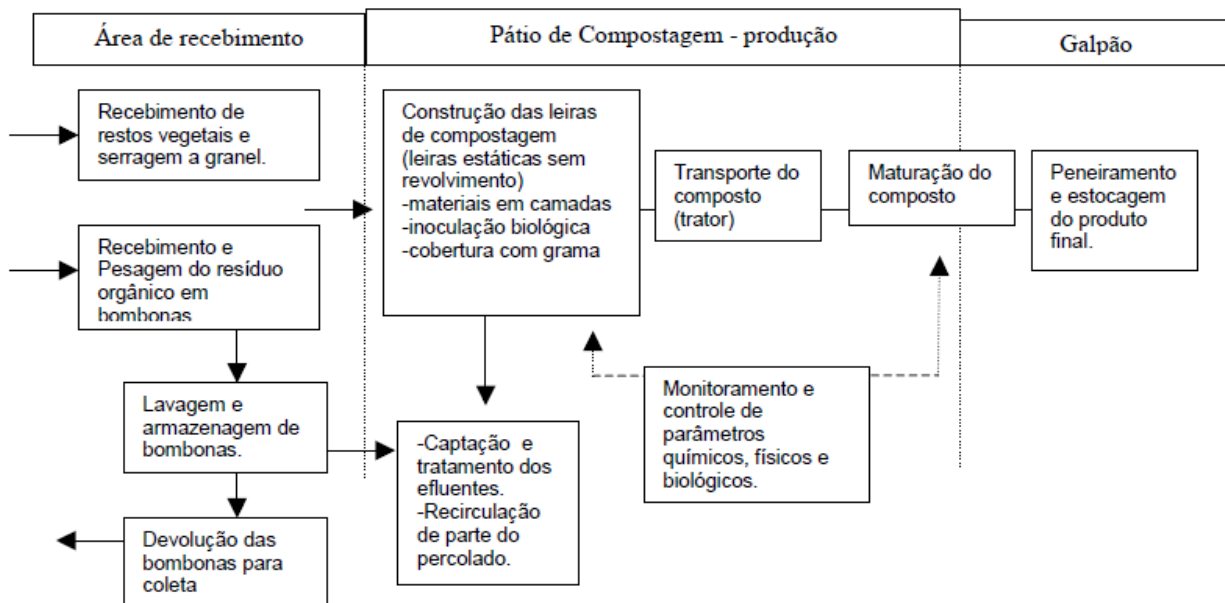 Área de recebimento
Pátio de Compostagem - produção
Galpão
Recebimento de
restos vegetais e
serragem a granel.
Recebimento e
Pesagem do resíduo
orgânico em
bombonas
Lavagem e
armazenagem de
bombonas.
Devolução das
bombonas para
coleta
Construção das leiras
de compostagem
(leiras estáticas sem
revolvimento)
-materiais em camadas
-inoculação biológica
-cobertura com grama
-Captação e
tratamento dos
efluentes.
-Recirculação
de parte do
percolado.
Transporte do
composto
(trator)
Maturação do
composto
Monitoramento e
controle de
parâmetros
químicos, físicos e
biológicos.
Peneiramento
e estocagem
do produto
final.